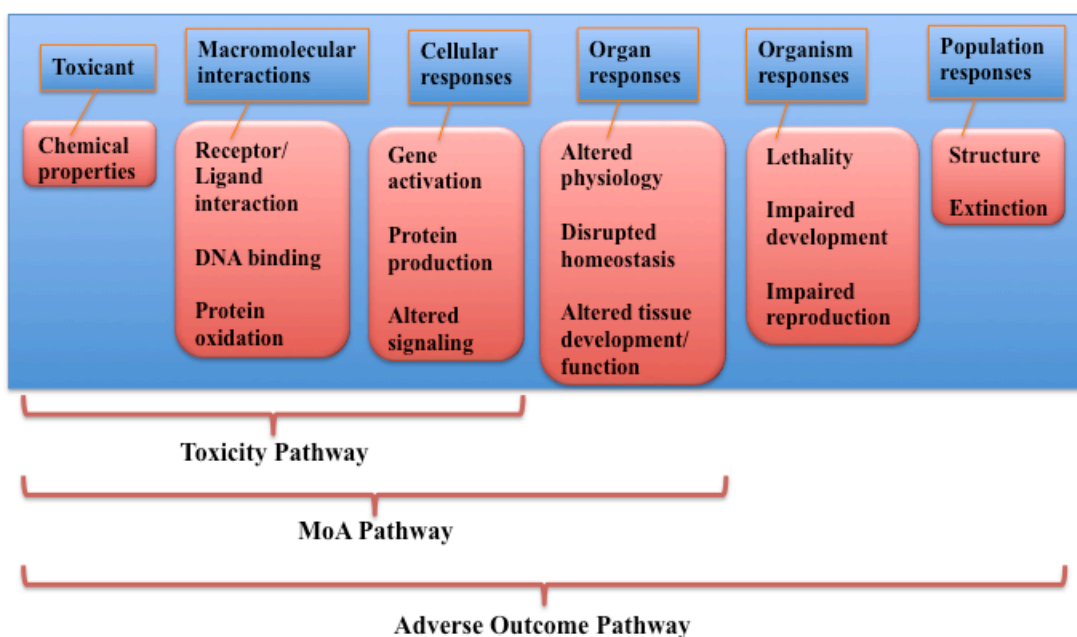 Toxicant
Macromolecular
interactions
Cellular
responses
Organ
responses
Organism
responses
Population
responses
Chemical
properties
Receptor/
Ligand
interaction
DNA binding
Protein
oxidation
Gene
activation
Protein
production
Altered
signaling
Altered
physiology
Disrupted
homeostasis
Altered tissue
development/
function
Lethality
Impaired
development
Impaired
reproduction
Structure
Extinction
Toxicity Pathway
MoA Pathway
Adverse Outcome Pathway